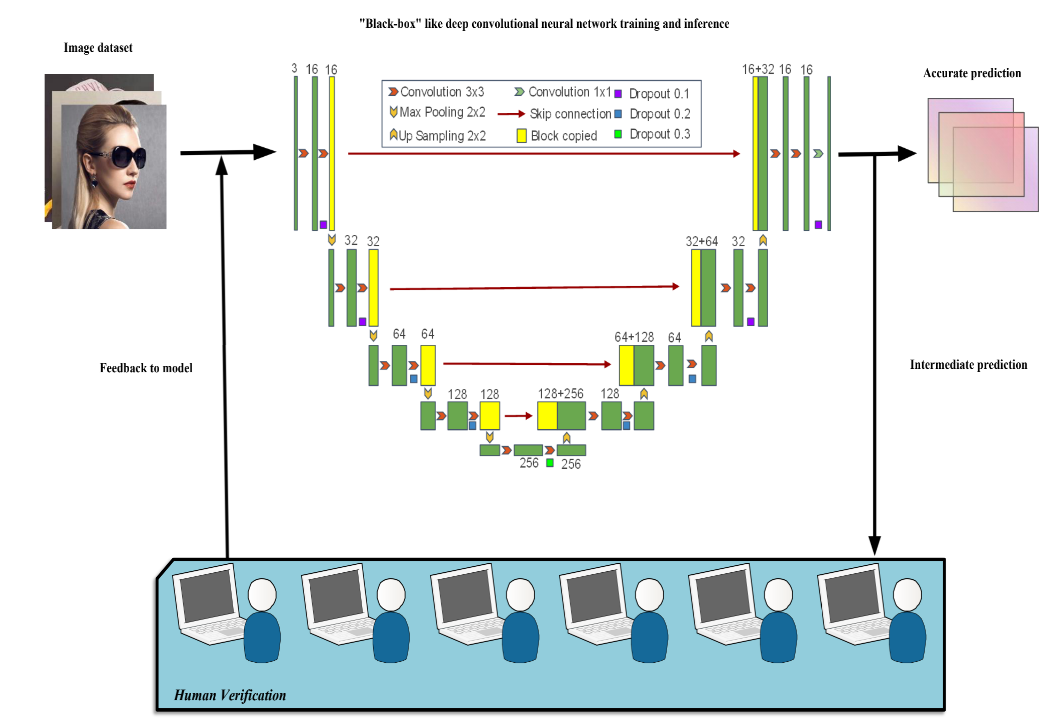 "Black-box" like deep convolutional neural network training and inference
Image dataset
Accurate prediction
3 16 16
16+32 16 16
Convolution 3x3
Convolution 1x1
Dropout 0.1
Max Pooling 2x2
Skip connection
Dropout 0.2
Up Sampling 2x2
Block copied
Dropout 0.3
32 32
32+64 32
64 64
64+128 64
Feedback to model
Intermediate prediction
128 128
128+256 128
256 256
Human Verification